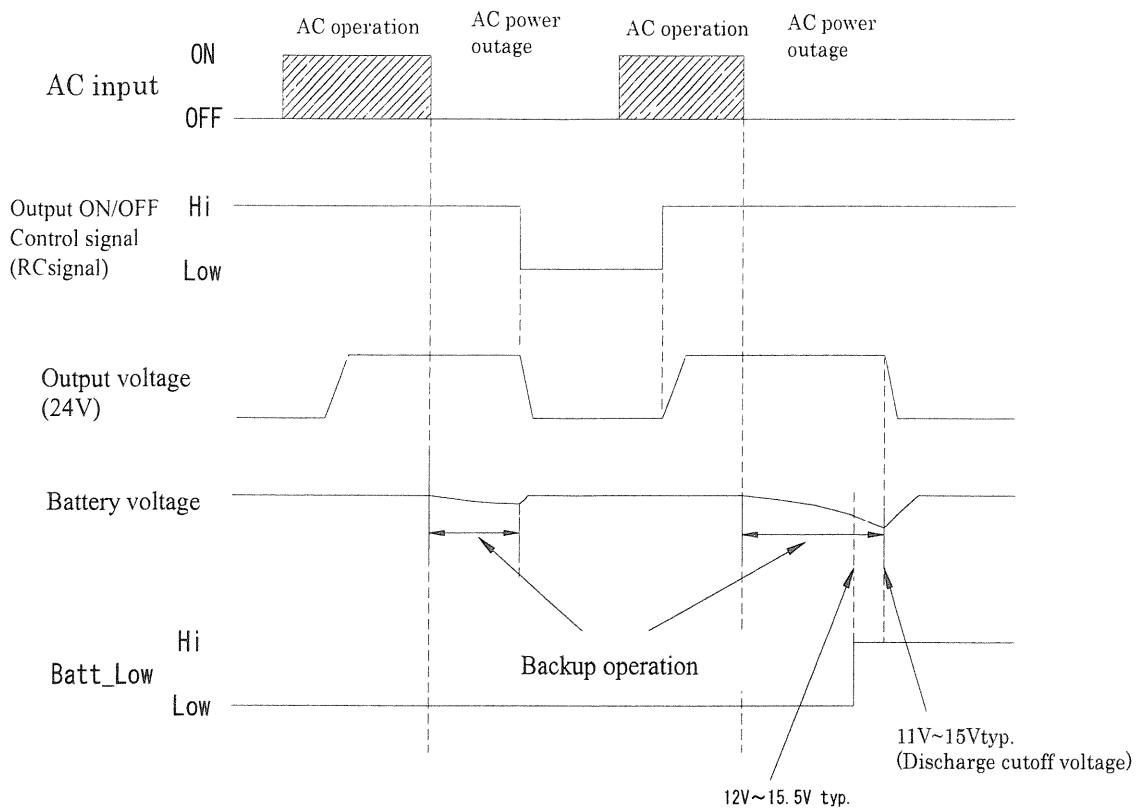 AC operation
AC power
outage
AC operation
AC power
outage
AC input
ON
OFF
Output ON/OFF
Control signal
(RCsignal)
Hi
Low
Output voltage
(24V)
Battery voltage
Backup operation
Batt_Low
Hi
Low
11V~15Vtyp.
(Discharge cutoff voltage)
12V~15.5V typ.